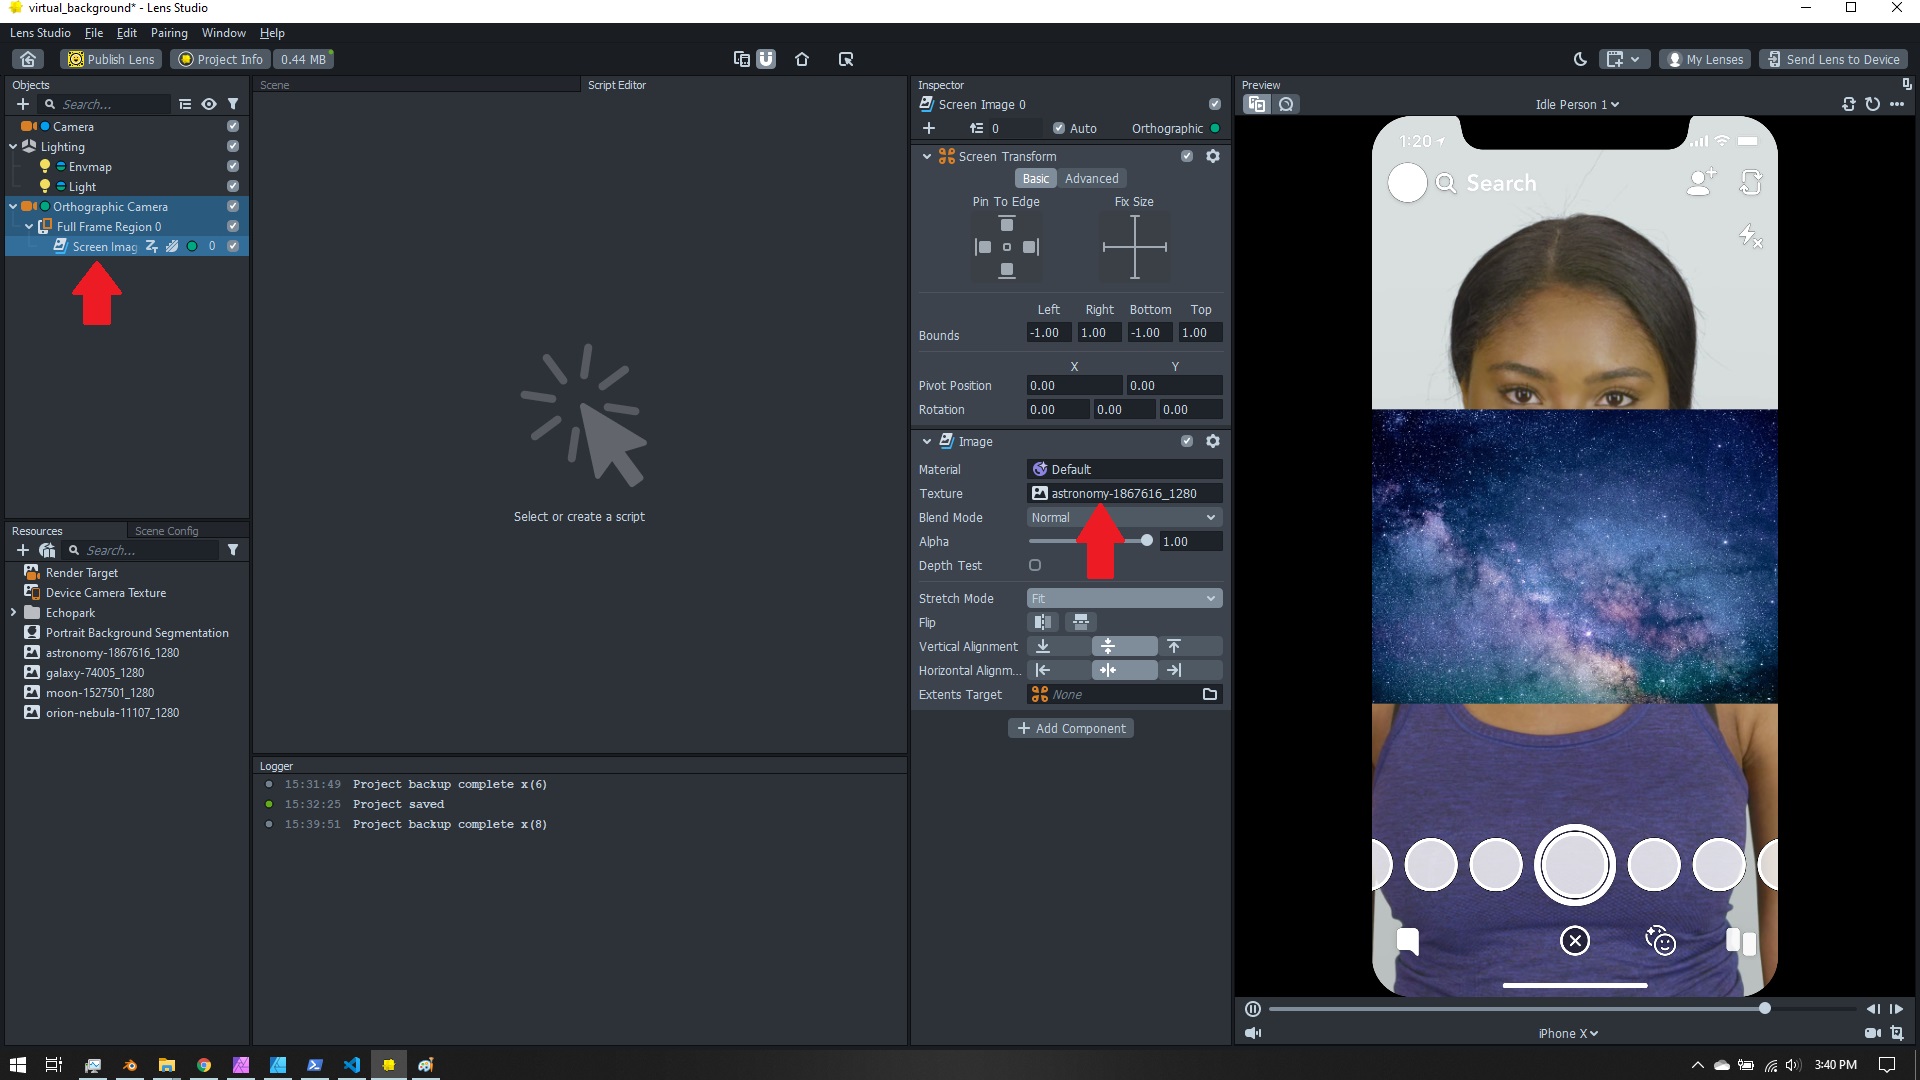 virtual_background* - Lens Studio
Lens Studio File Edit Pairing Window Help
Publish Lens Project Info 0.44 MB My Lenses Send Lens to Device
Objects
Search...
Camera
Lighting
Envmap
Light
Orthographic Camera
Full Frame Region 0
Screen Imag 0
Resources Scene Config
Search...
Render Target
Device Camera Texture
Echopark
Portrait Background Segmentation
astronomy-1867616_1280
galaxy-74005_1280
moon-1527501_1280
orion-nebula-11107_1280
Scene Script Editor
Select or create a script
Logger
15:31:49 Project backup complete x(6)
15:32:25 Project saved
15:39:51 Project backup complete x(8)
Inspector
Screen Image 0
0 Auto Orthographic
Screen Transform
Basic Advanced
Pin To Edge Fix Size
Left Right Bottom Top
Bounds -1.00 1.00 -1.00 1.00
X Y
Pivot Position 0.00 0.00
Rotation 0.00 0.00 0.00
Image
Material Default
Texture astronomy-1867616_1280
Blend Mode Normal
Alpha 1.00
Depth Test
Stretch Mode Fit
Flip
Vertical Alignment
Horizontal Alignm...
Extents Target None
Add Component
Preview
Idle Person 1
1:20
Search
iPhone X
3:40 PM